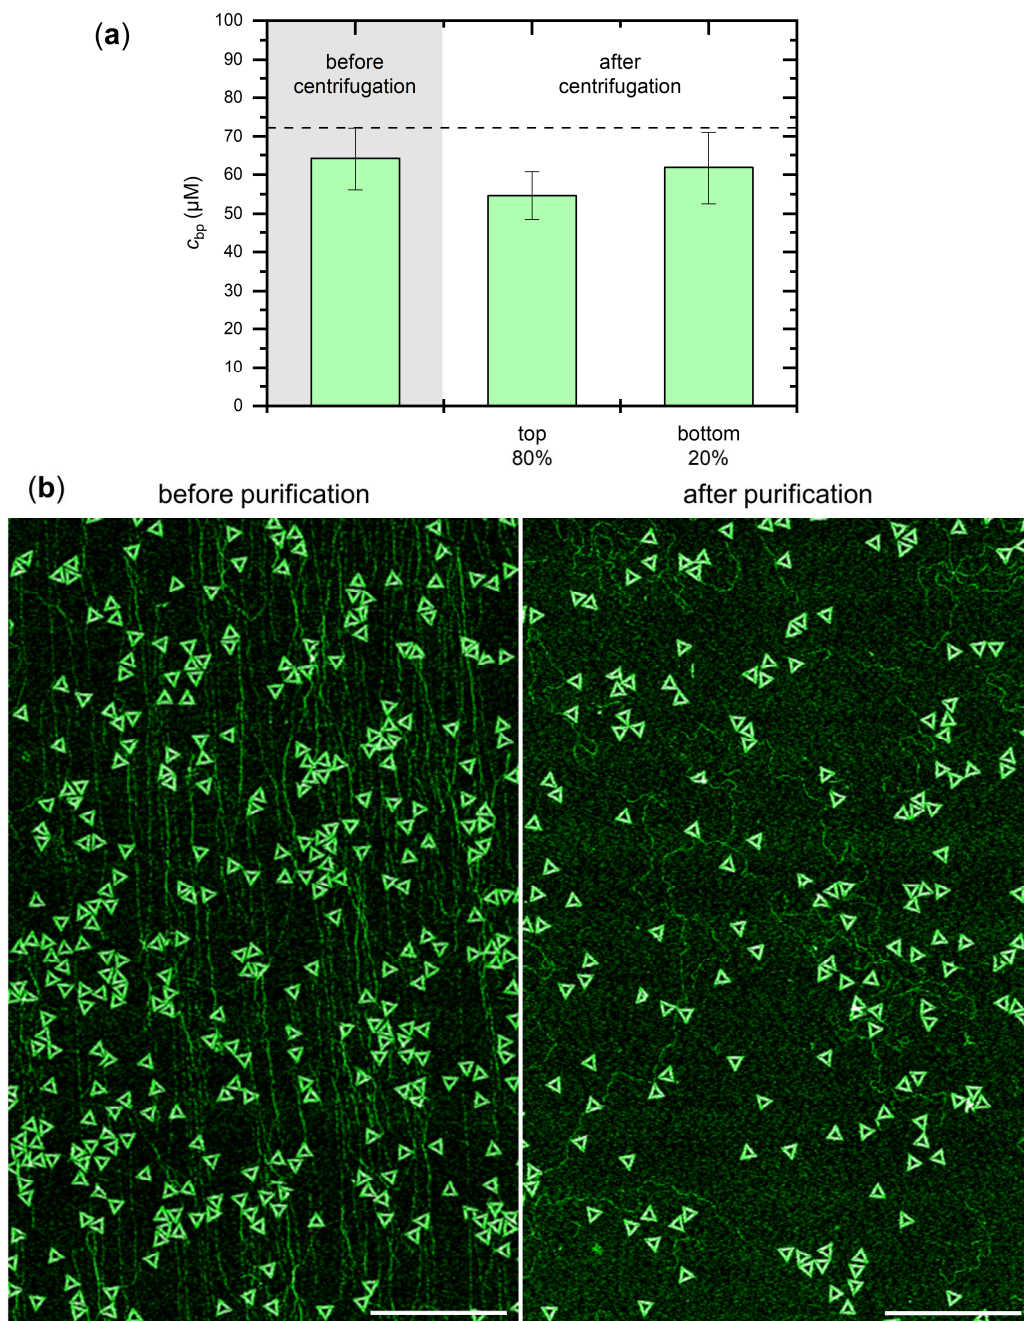 (a)
100
90
80
70
60
50
40
30
20
10
0
cbp (µM)
before
centrifugation
after
centrifugation
top
80%
bottom
20%
(b)
before purification
after purification